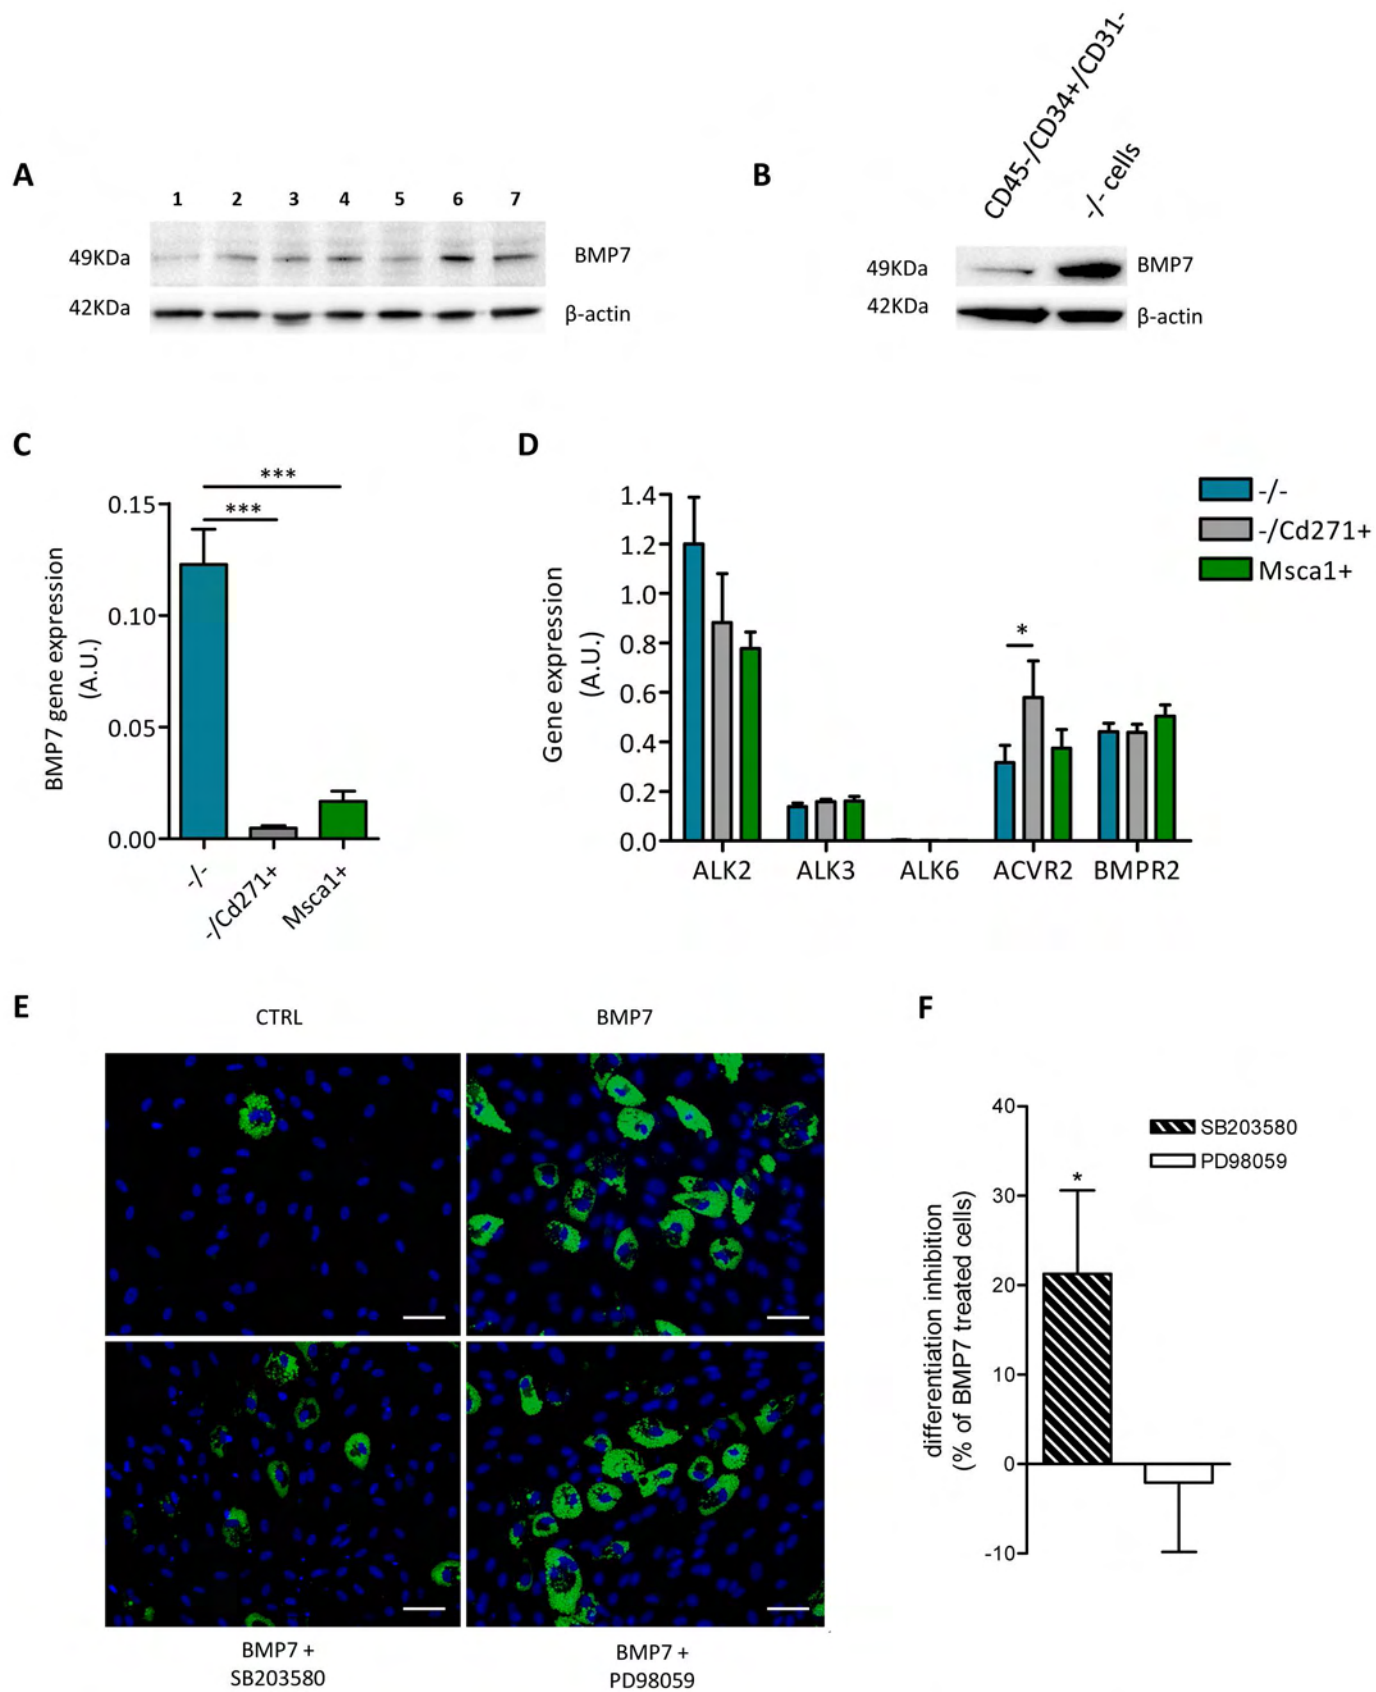 A
1 2 3 4 5 6 7
49KDa
BMP7
42KDa
β-actin
B
CD45-/CD34+/CD31-
-/- cells
49KDa
BMP7
42KDa
β-actin
C
BMP7 gene expression
(A.U.)
0.15
0.10
0.05
0.00
***
***
-/-
-/Cd271+
Msca1+
D
Gene expression
(A.U.)
1.4
1.2
1.0
0.8
0.6
0.4
0.2
0.0
*
ALK2 ALK3 ALK6 ACVR2 BMPR2
-/-
-/Cd271+
Msca1+
E
CTRL
BMP7
BMP7 +
SB203580
BMP7 +
PD98059
F
differentiation inhibition
(% of BMP7 treated cells)
40
30
20
10
0
-10
*
SB203580
PD98059